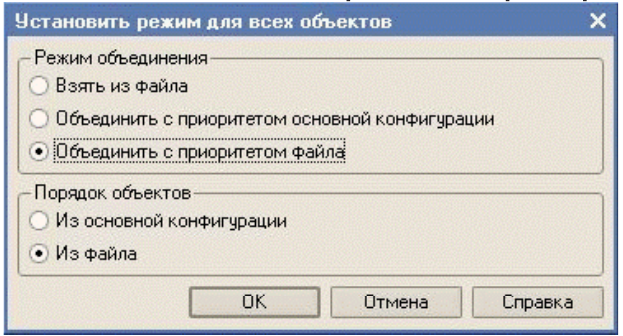 Установить режим для всех объектов
Режим объединения
Взять из файла
Объединить с приоритетом основной конфигурации
Объединить с приоритетом файла
Порядок объектов
Из основной конфигурации
Из файла
OK Отмена Справка